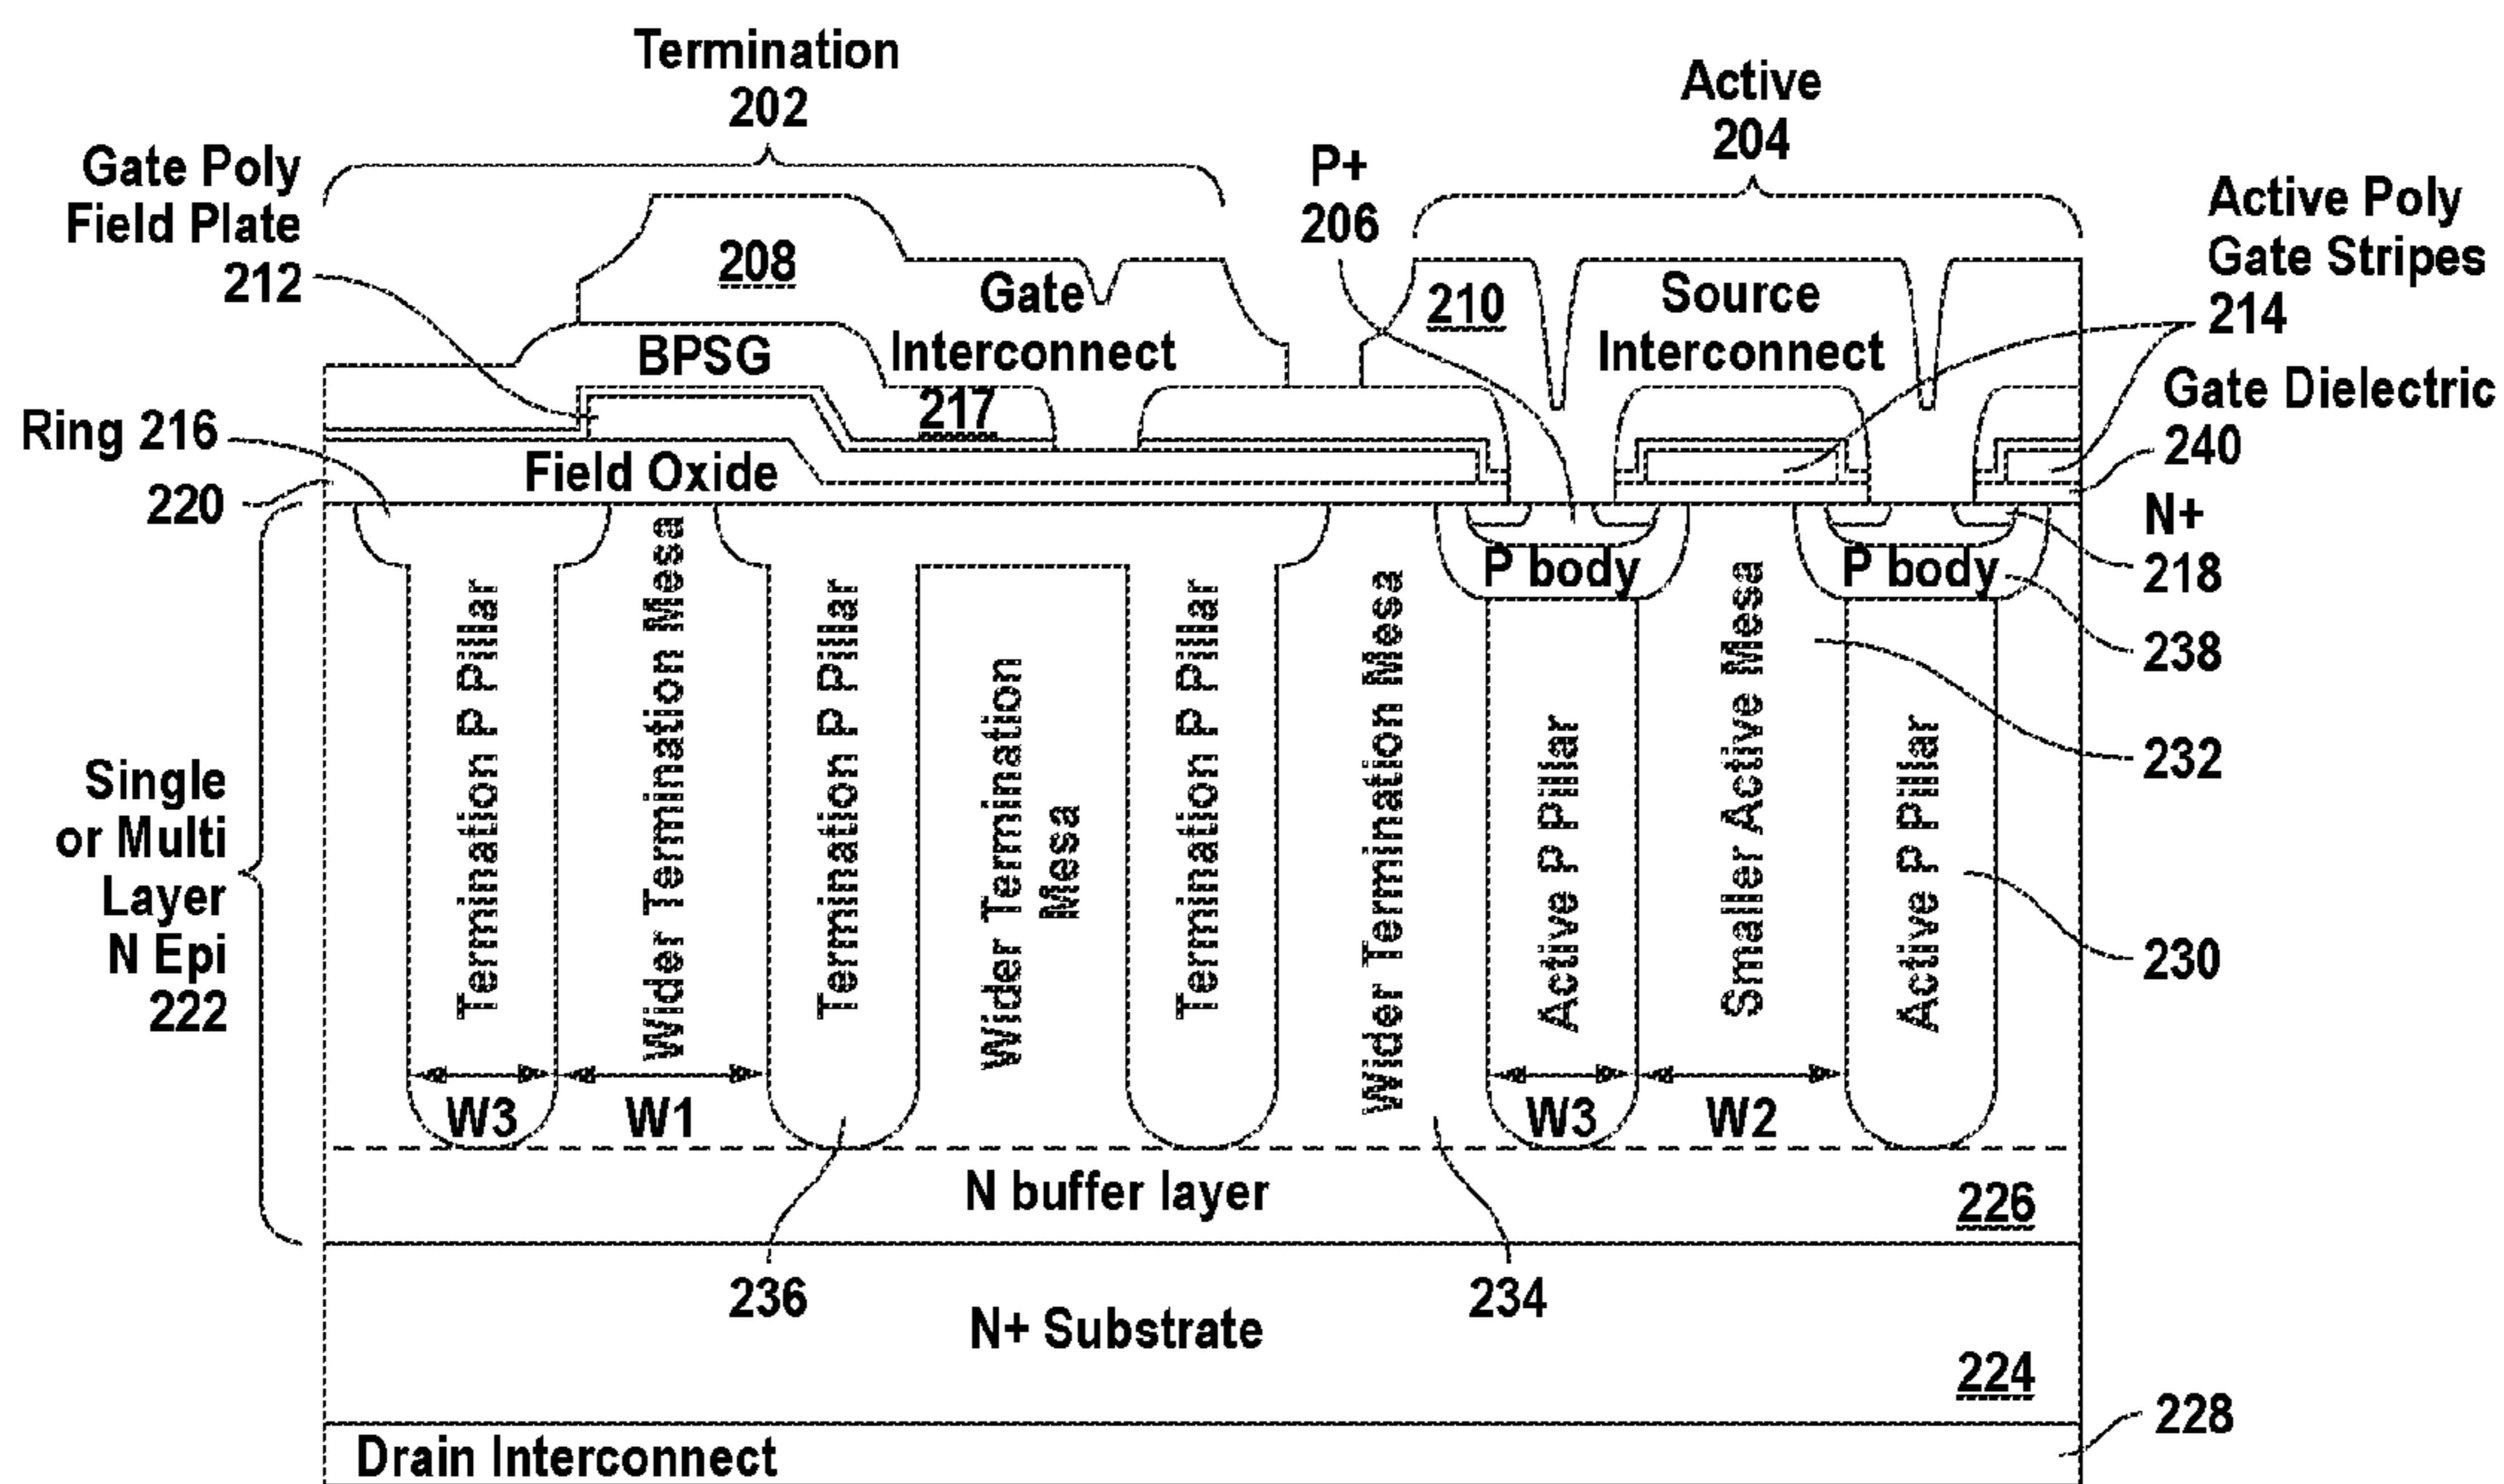 Termination
202
Active
204
Gate Poly
Field Plate
212
P+
206
Active Poly
Gate Stripes
214
208
Gate
Interconnect
210
Source
Interconnect
BPSG
217
Gate Dielectric
240
Ring 216
Field Oxide
220
N+
218
P body
P body
238
Termination P Pillar
Wider Termination Mesa
Termination P Pillar
Wider Termination
Mesa
Termination P Pillar
Wider Termination Mesa
Active P Pillar
Smaller Active Mesa
Active P Pillar
232
230
Single
or Multi
Layer
N Epi
222
W3
W1
W3
W2
N buffer layer
226
236
234
N+ Substrate
224
228
Drain Interconnect